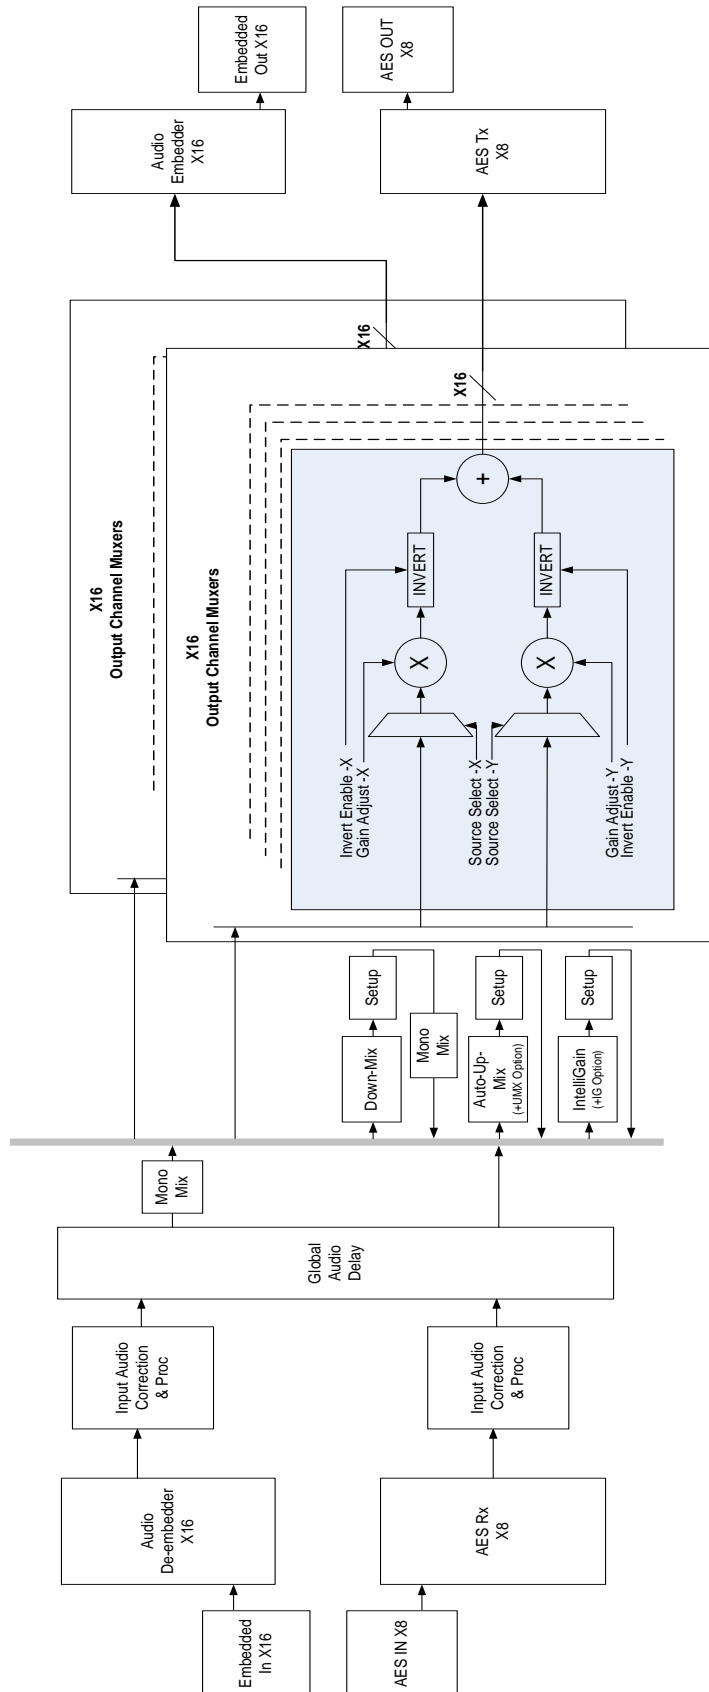 Embedded
In X16
Audio
De-embedder
X16
Input Audio
Correction
& Proc
AES IN X8
AES Rx
X8
Input Audio
Correction
& Proc
Global
Audio
Delay
Mono
Mix
Down-Mix
Setup
Mono
Mix
Auto-Up-
Mix
(+UMX Option)
Setup
IntelliGain
(+IG Option)
Setup
X16
Output Channel Muxers
X16
Output Channel Muxers
Invert Enable -X
Gain Adjust -X
Source Select -X
Source Select -Y
Gain Adjust -Y
Invert Enable -Y
X
X
INVERT
INVERT
+
X16
X16
Audio
Embedder
X16
Embedded
Out X16
AES Tx
X8
AES OUT
X8